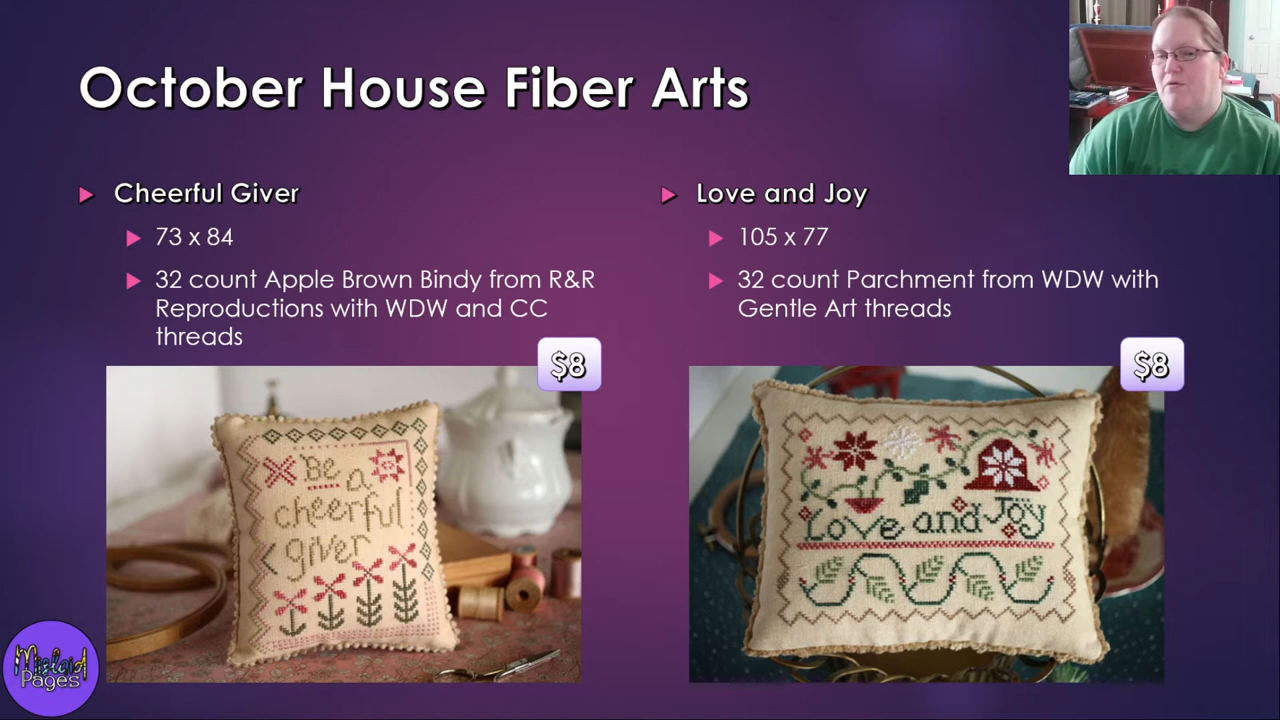 October House Fiber Arts
Cheerful Giver
73 x 84
32 count Apple Brown Bindy from R&R
Reproductions with WDW and CC
threads
$8
Be
a
cheerful
giver
Love and Joy
105 x 77
32 count Parchment from WDW with
Gentle Art threads
$8
Love and Joy
Mislaid
Pages